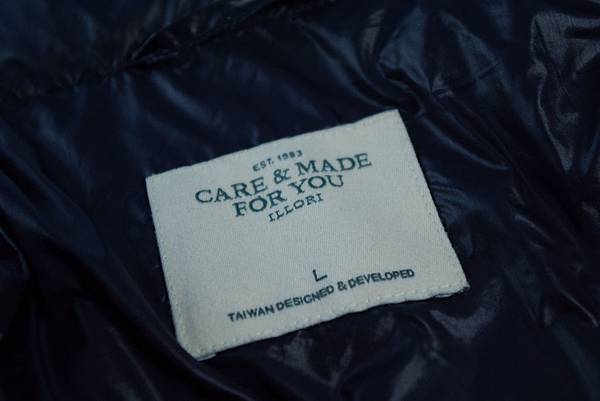 EST. 1983
CARE & MADE
FOR YOU
ILLORI
L
TAIWAN DESIGNED & DEVELOPED